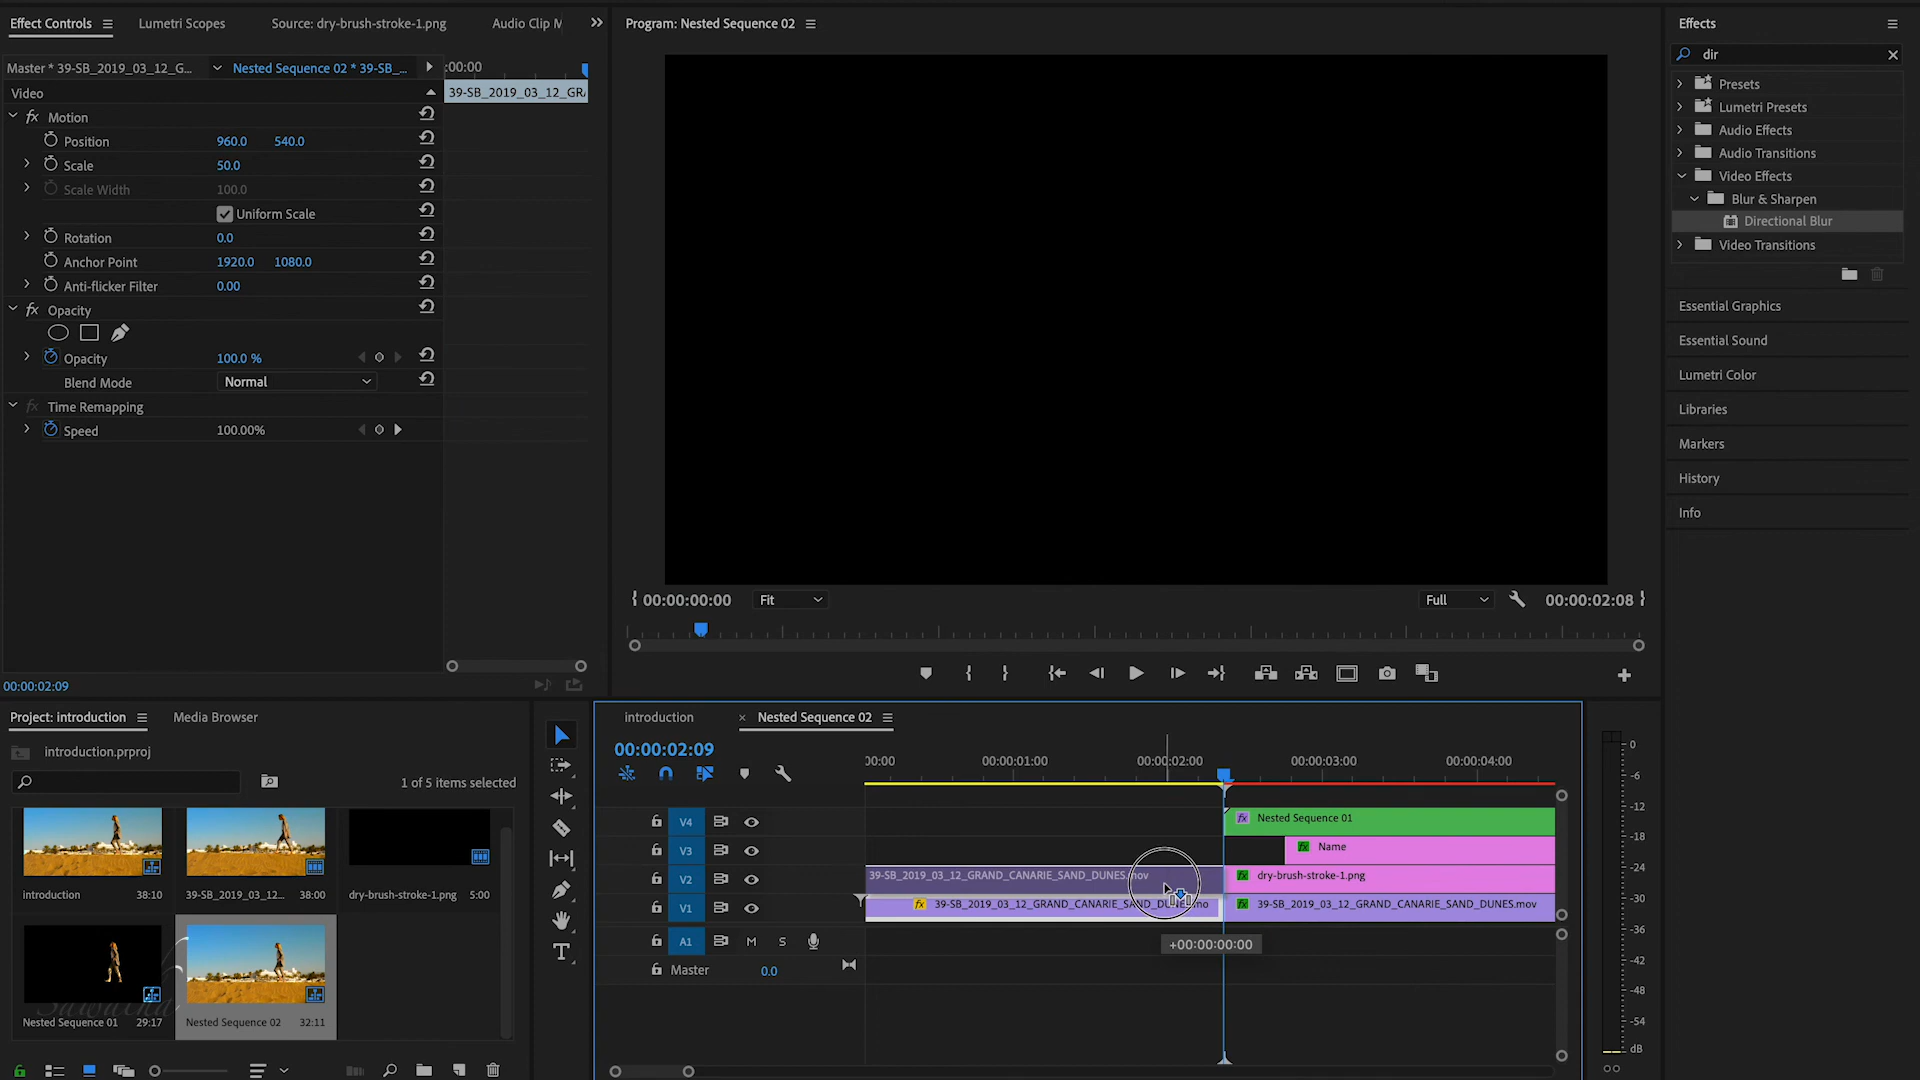 Effect Controls
Lumetri Scopes
Source: dry-brush-stroke-1.png
Audio Clip M
Program: Nested Sequence 02
Effects
Master * 39-SB_2019_03_12_G...
Nested Sequence 02 * 39-SB_...
:00:00
dir
Video
39-SB_2019_03_12_GRA
Presets
Lumetri Presets
Audio Effects
Audio Transitions
Video Effects
Blur & Sharpen
Directional Blur
Video Transitions
Motion
Position 960.0 540.0
Scale 50.0
Scale Width 100.0
Uniform Scale
Rotation 0.0
Anchor Point 1920.0 1080.0
Anti-flicker Filter 0.00
Opacity
Opacity 100.0 %
Blend Mode Normal
Time Remapping
Speed 100.00%
Essential Graphics
Essential Sound
Lumetri Color
Libraries
Markers
History
Info
00:00:00:00
Fit
Full
00:00:02:08
00:00:02:09
Project: introduction
Media Browser
introduction.prproj
1 of 5 items selected
introduction 38:10
39-SB_2019_03_12... 38:00
dry-brush-stroke-1.png 5:00
Nested Sequence 01 29:17
Nested Sequence 02 32:11
introduction
Nested Sequence 02
00:00:02:09
00:00
00:00:01:00
00:00:02:00
00:00:03:00
00:00:04:00
V4
Nested Sequence 01
V3
Name
V2
39-SB_2019_03_12_GRAND_CANARIE_SAND_DUNES.mov
dry-brush-stroke-1.png
V1
39-SB_2019_03_12_GRAND_CANARIE_SAND_DUNES.mo
39-SB_2019_03_12_GRAND_CANARIE_SAND_DUNES.mov
A1 M S
+00:00:00:00
Master 0.0
0
-6
-12
-18
-24
-30
-36
-42
-48
-54
dB